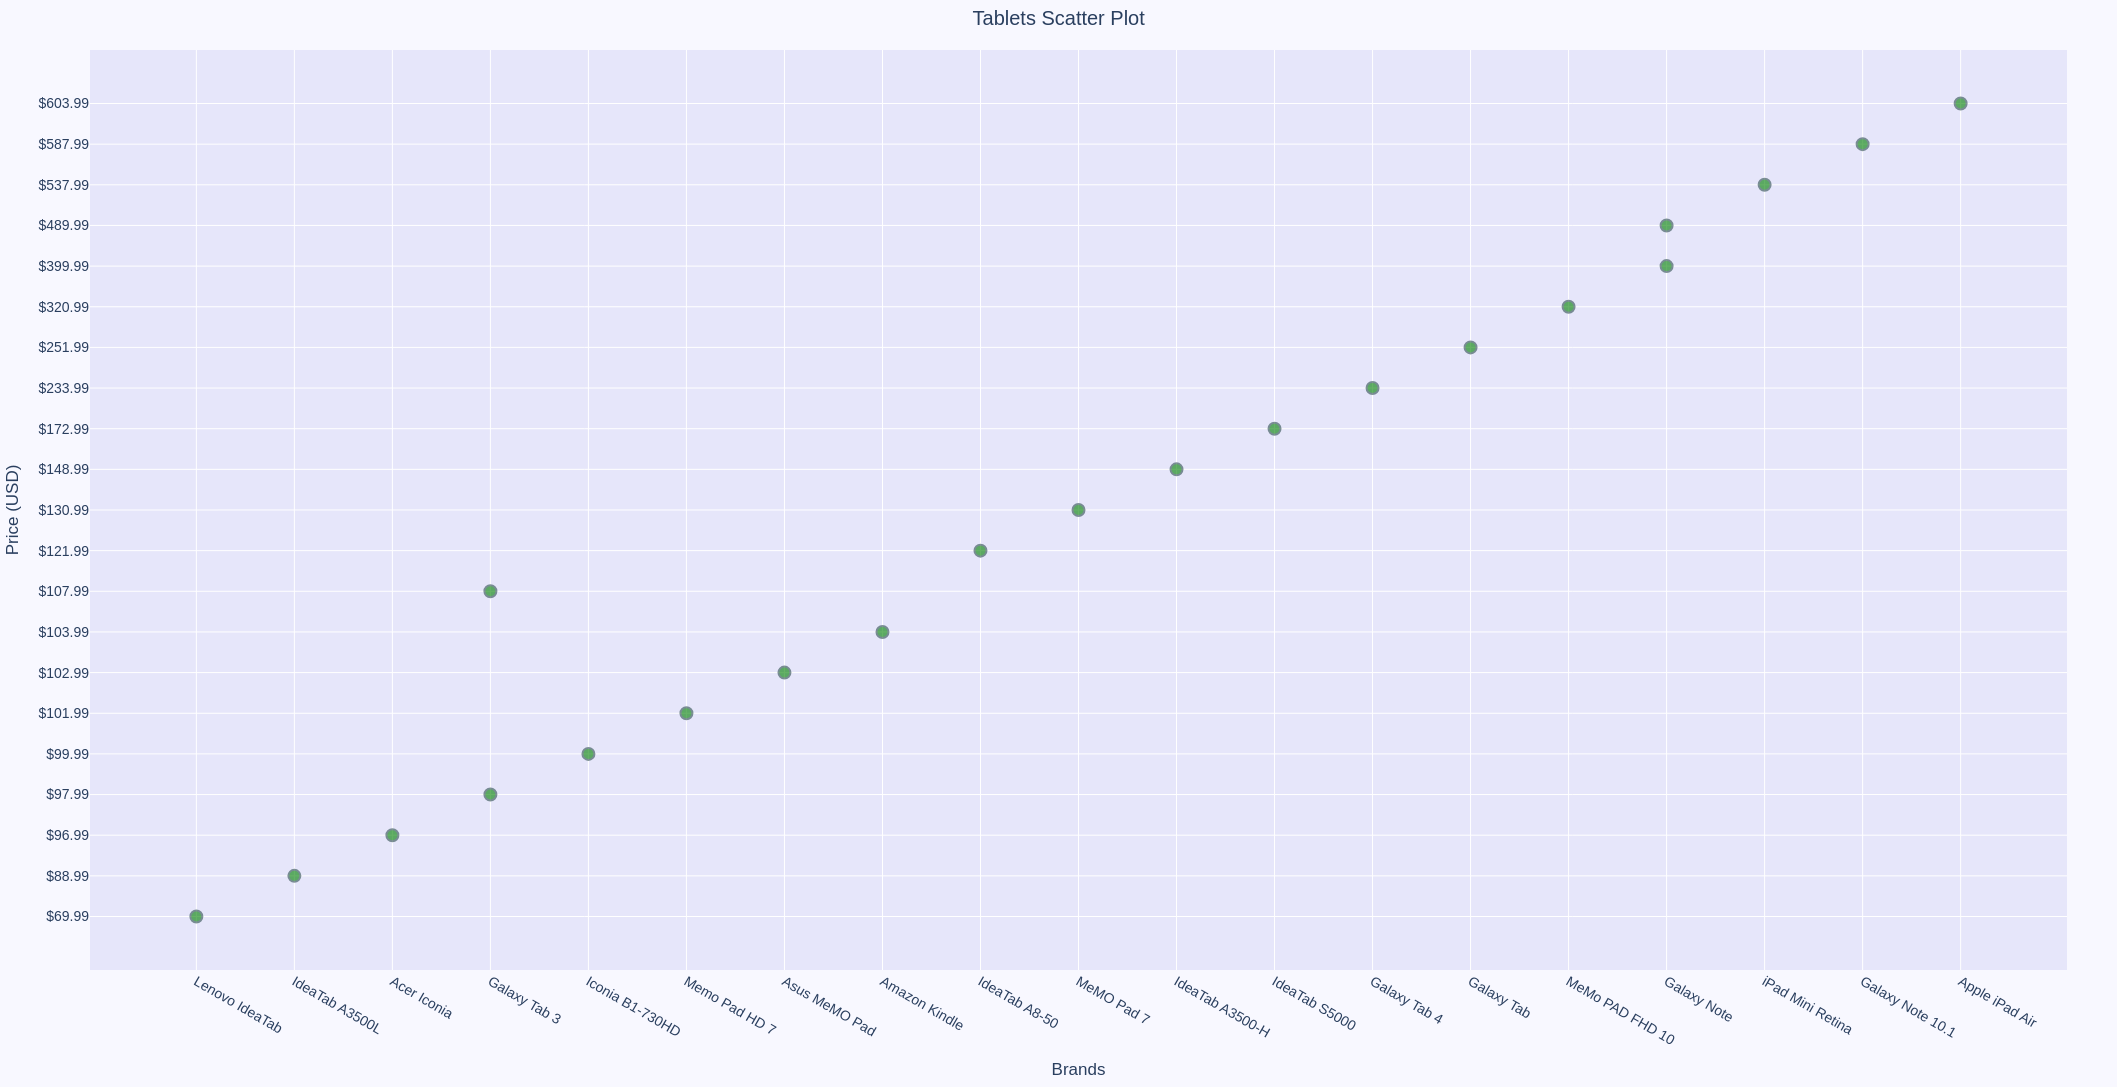 Tablets Scatter Plot
Price (USD)
$603.99
$587.99
$537.99
$489.99
$399.99
$320.99
$251.99
$233.99
$172.99
$148.99
$130.99
$121.99
$107.99
$103.99
$102.99
$101.99
$99.99
$97.99
$96.99
$88.99
$69.99
Lenovo IdeaTab
IdeaTab A3500L
Acer Iconia
Galaxy Tab 3
Iconia B1-730HD
Memo Pad HD 7
Asus MeMO Pad
Amazon Kindle
IdeaTab A8-50
MeMO Pad 7
IdeaTab A3500-H
IdeaTab S5000
Galaxy Tab 4
Galaxy Tab
MeMo PAD FHD 10
Galaxy Note
iPad Mini Retina
Galaxy Note 10.1
Apple iPad Air
Brands